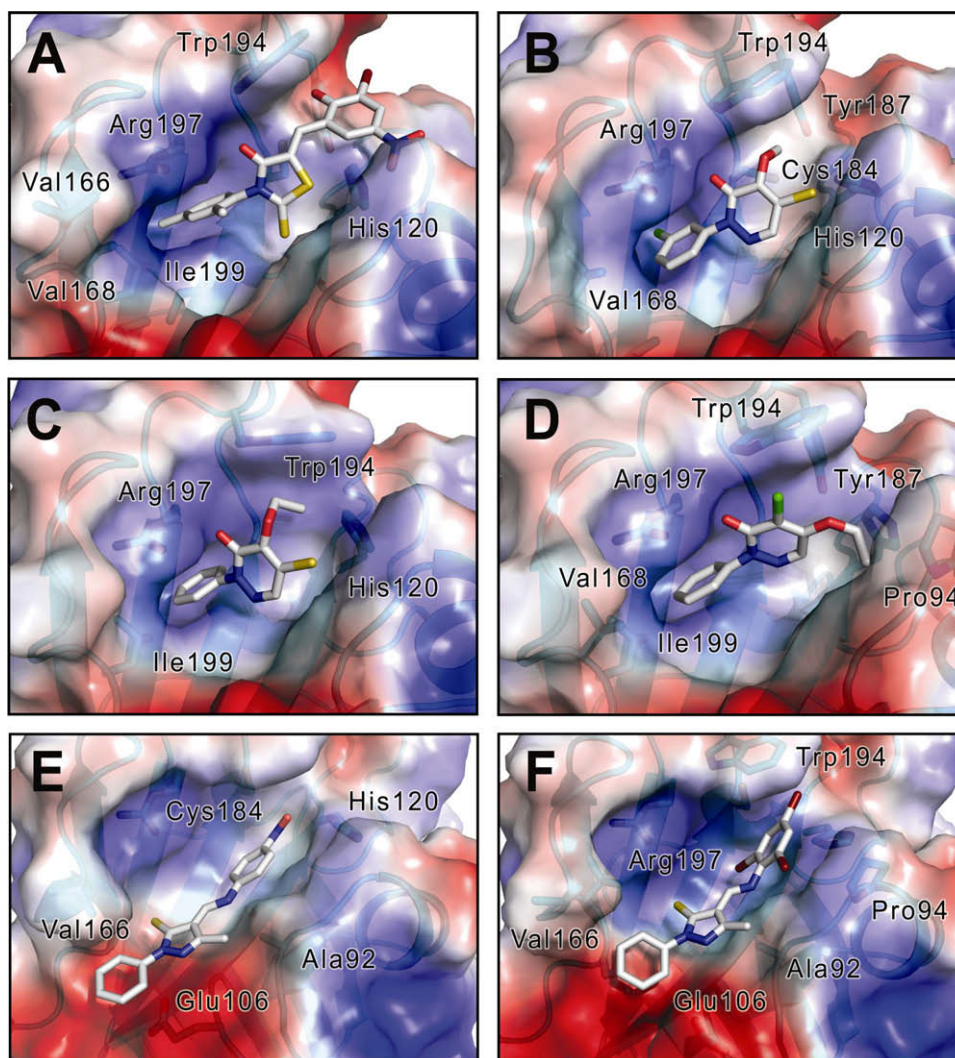 A
Trp194
Arg197
Val166
His120
Ile199
Val168
B
Trp194
Tyr187
Arg197
Cys184
His120
Val168
C
Trp194
Arg197
His120
Ile199
D
Trp194
Arg197
Tyr187
Val168
Pro94
Ile199
E
His120
Cys184
Val166
Ala92
Glu106
F
Trp194
Arg197
Pro94
Val166
Ala92
Glu106